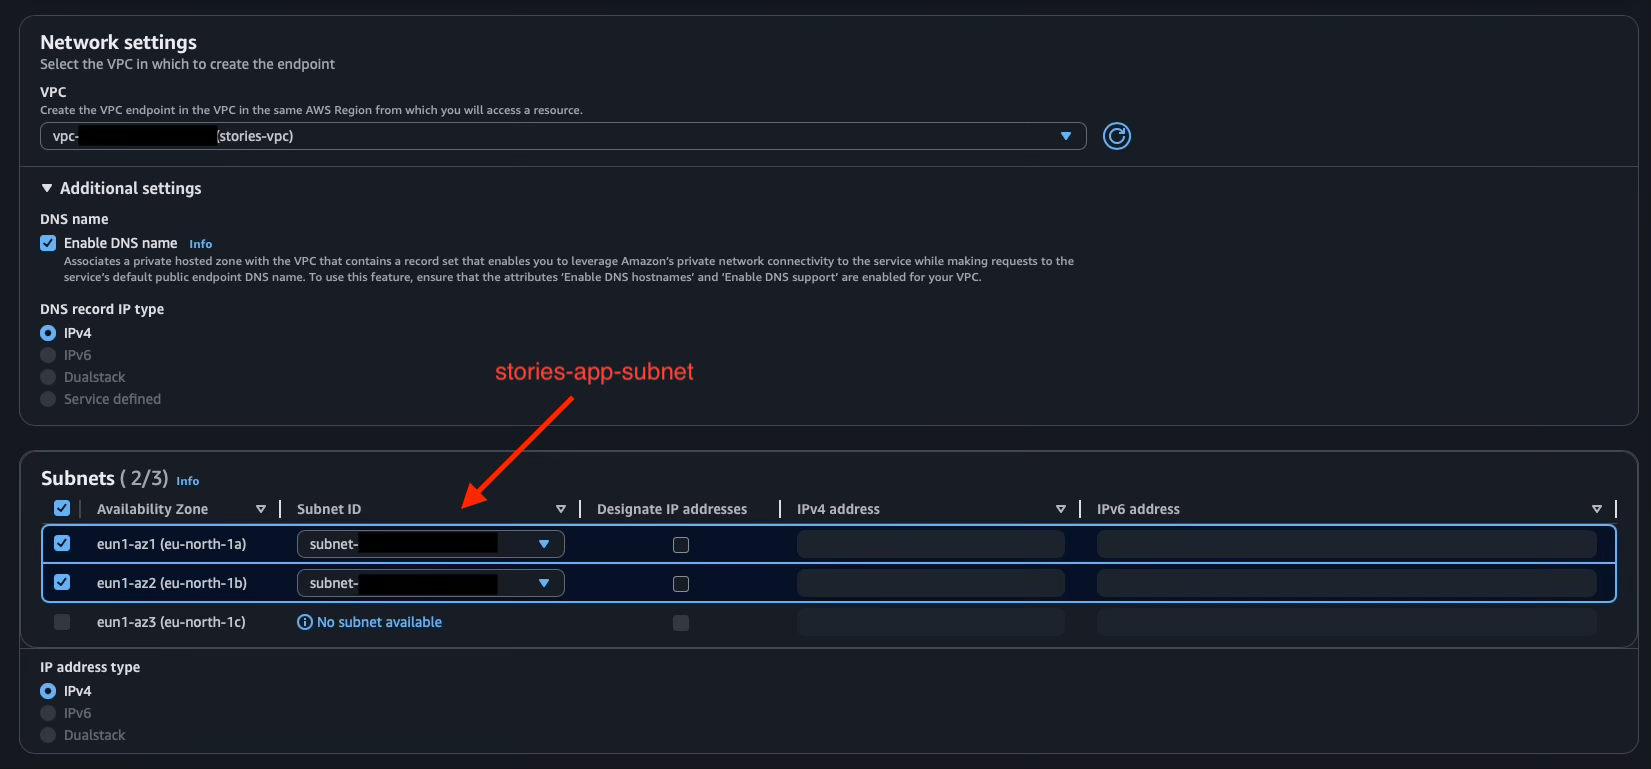 Network settings
Select the VPC in which to create the endpoint
VPC
Create the VPC endpoint in the VPC in the same AWS Region from which you will access a resource.
vpc- (stories-vpc)
Additional settings
DNS name
Enable DNS name Info
Associates a private hosted zone with the VPC that contains a record set that enables you to leverage Amazon's private network connectivity to the service while making requests to the
service's default public endpoint DNS name. To use this feature, ensure that the attributes 'Enable DNS hostnames' and 'Enable DNS support' are enabled for your VPC.
DNS record IP type
IPv4
IPv6
Dualstack
Service defined
stories-app-subnet
Subnets ( 2/3) Info
Availability Zone Subnet ID Designate IP addresses IPv4 address IPv6 address
eun1-az1 (eu-north-1a) subnet-
eun1-az2 (eu-north-1b) subnet-
eun1-az3 (eu-north-1c) No subnet available
IP address type
IPv4
IPv6
Dualstack